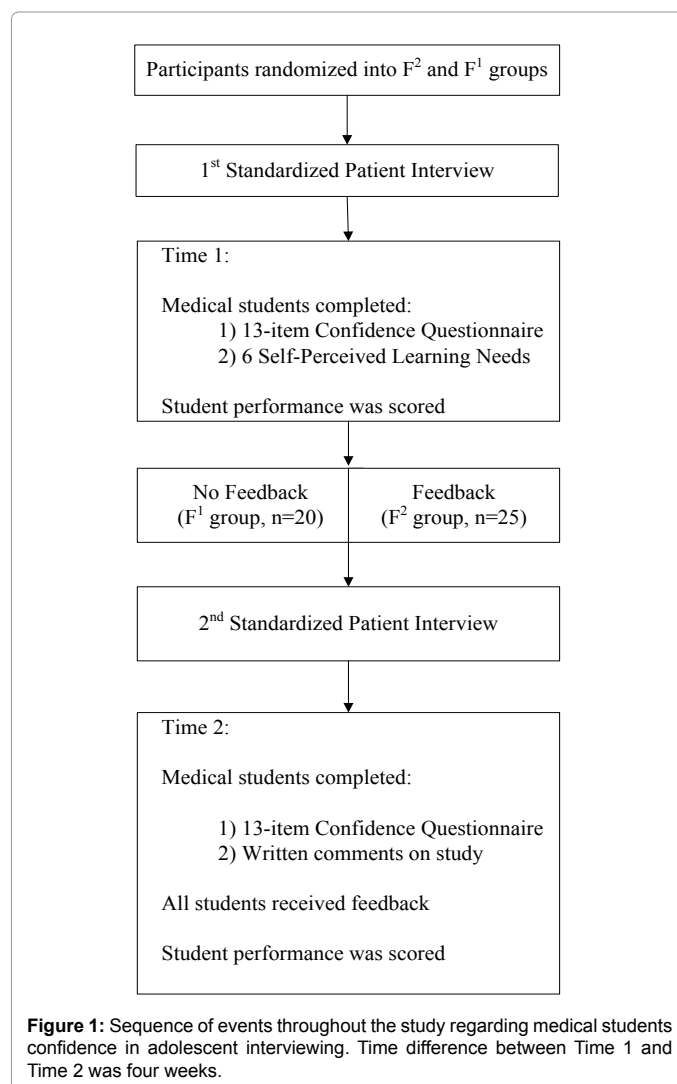 Participants randomized into F² and F¹ groups
1st Standardized Patient Interview
Time 1:
Medical students completed:
1) 13-item Confidence Questionnaire
2) 6 Self-Perceived Learning Needs
Student performance was scored
No Feedback
(F¹ group, n=20)
Feedback
(F² group, n=25)
2nd Standardized Patient Interview
Time 2:
Medical students completed:
1) 13-item Confidence Questionnaire
2) Written comments on study
All students received feedback
Student performance was scored
Figure 1: Sequence of events throughout the study regarding medical students
confidence in adolescent interviewing. Time difference between Time 1 and
Time 2 was four weeks.